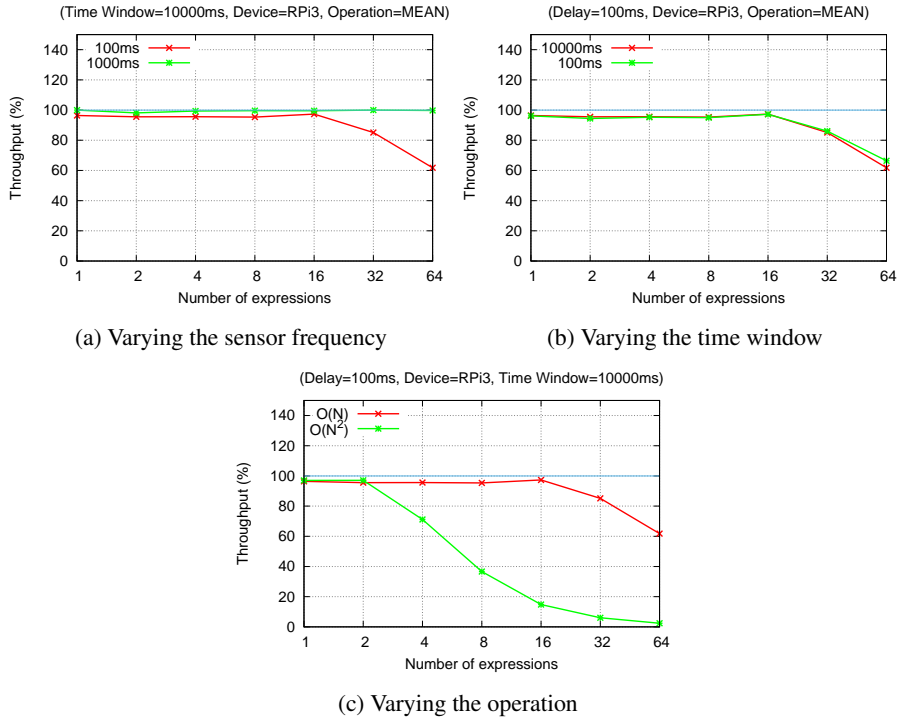 (Time Window=10000ms, Device=RPi3, Operation=MEAN)
140
120
100
80
60
40
20
0
Throughput (%)
100ms
1000ms
1 2 4 8 16 32 64
Number of expressions
(a) Varying the sensor frequency
(Delay=100ms, Device=RPi3, Operation=MEAN)
140
120
100
80
60
40
20
0
Throughput (%)
10000ms
100ms
1 2 4 8 16 32 64
Number of expressions
(b) Varying the time window
(Delay=100ms, Device=RPi3, Time Window=10000ms)
140
120
100
80
60
40
20
0
Throughput (%)
O(N)
O(N²)
1 2 4 8 16 32 64
Number of expressions
(c) Varying the operation